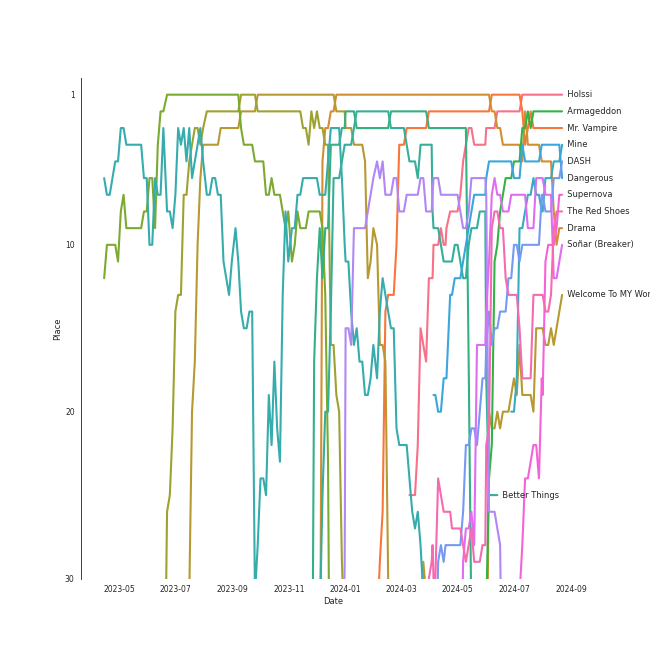 1
10
20
30
Place
Holssi
Armageddon
Mr. Vampire
Mine
DASH
Dangerous
Supernova
The Red Shoes
Drama
Soñar (Breaker)
Welcome To MY Wor
Better Things
2023-05
2023-07
2023-09
2023-11
2024-01
2024-03
2024-05
2024-07
2024-09
Date